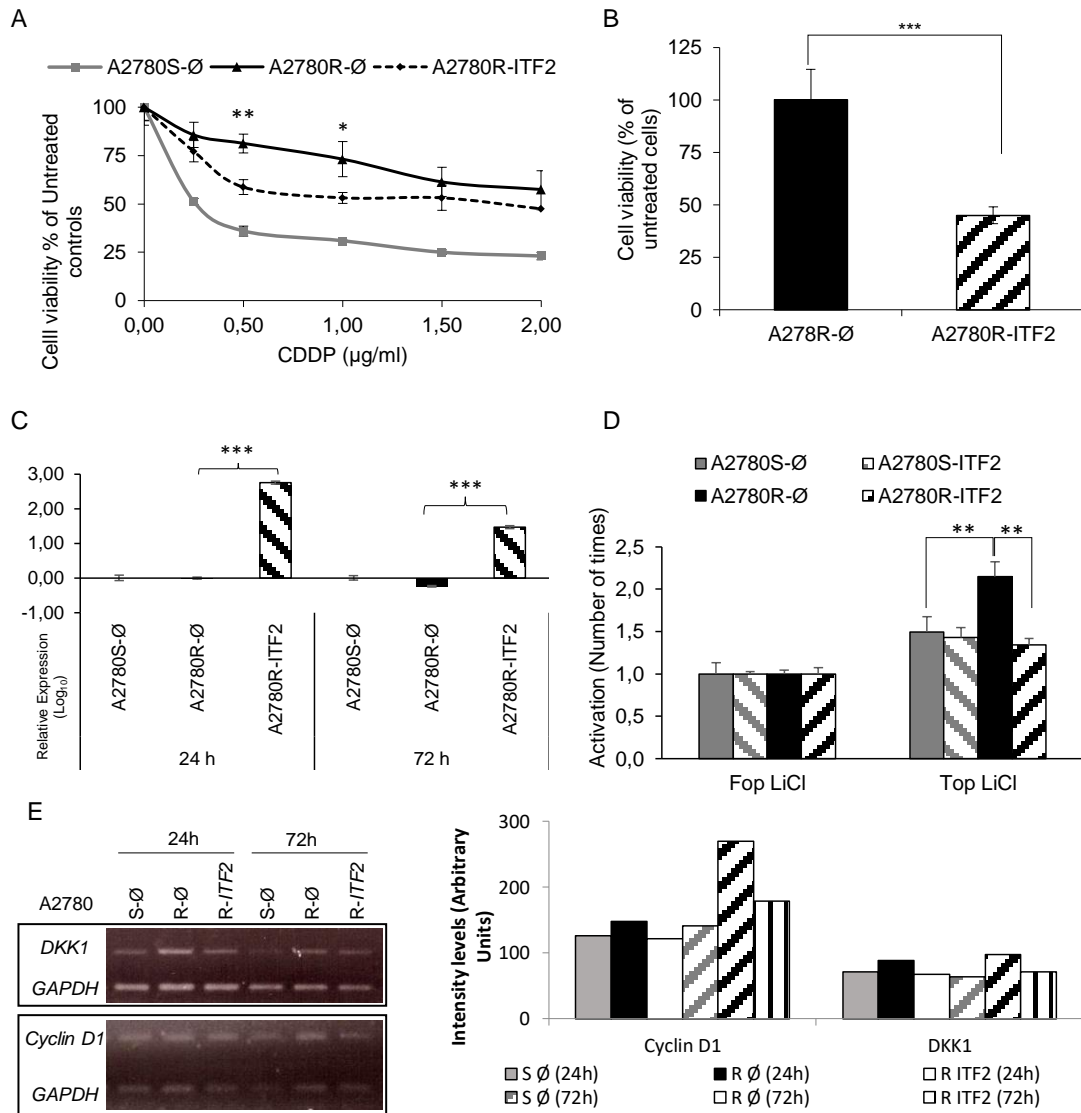 A
A2780S-Ø A2780R-Ø A2780R-ITF2
Celll viability % of Untreated
controls
100
75
50
25
0
** *
0,00 0,50 1,00 1,50 2,00
CDDP (µg/ml)
B
Cell viability (% of
untreated cells)
125
100
75
50
25
0
***
A278R-Ø A2780R-ITF2
C
Relative Expression
(Log10)
3,00
2,00
1,00
0,00
-1,00
*** ***
A2780S-Ø
A2780R-Ø
A2780R-ITF2
A2780S-Ø
A2780R-Ø
A2780R-ITF2
24 h 72 h
D
A2780S-Ø A2780S-ITF2
A2780R-Ø A2780R-ITF2
Activation (Number of times)
2,5
2,0
1,5
1,0
0,5
0,0
** **
Fop LiCl Top LiCl
E
24h 72h
A2780
S-Ø
R-Ø
R-ITF2
S-Ø
R-Ø
R-ITF2
DKK1
GAPDH
Cyclin D1
GAPDH
Intensity levels (Arbitrary
Units)
300
200
100
0
Cyclin D1 DKK1
S Ø (24h) R Ø (24h) R ITF2 (24h)
S Ø (72h) R Ø (72h) R ITF2 (72h)